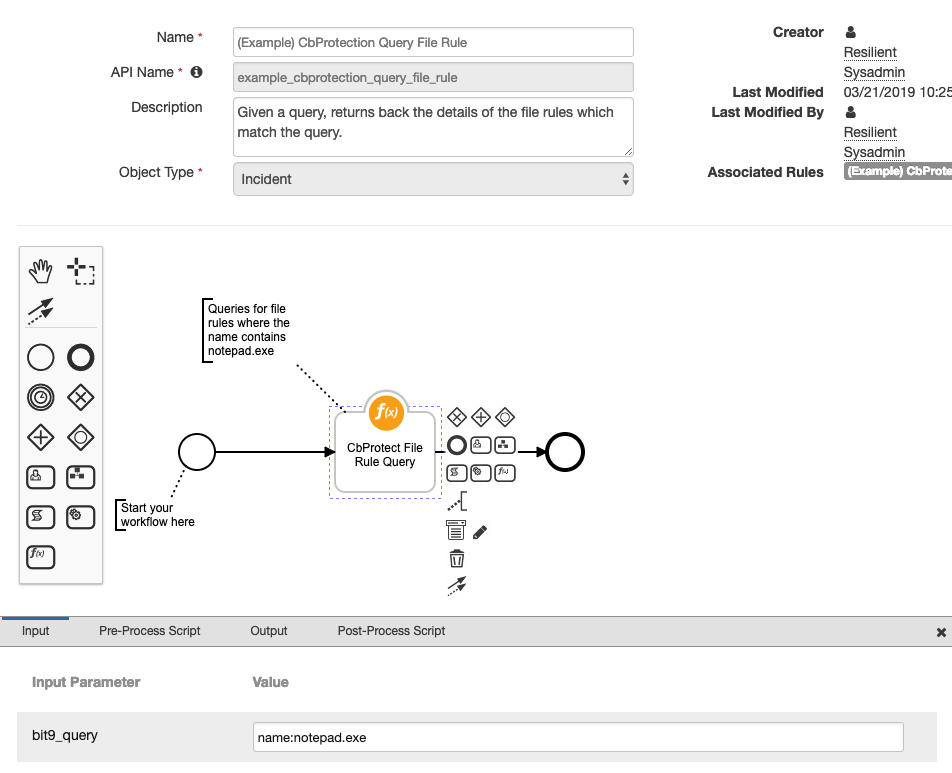 Name *
(Example) CbProtection Query File Rule
API Name *
example_cbprotection_query_file_rule
Description
Given a query, returns back the details of the file rules which
match the query.
Object Type *
Incident
Creator
Resilient
Sysadmin
Last Modified
03/21/2019 10:25
Last Modified By
Resilient
Sysadmin
Associated Rules
(Example) CbProte
Queries for file
rules where the
name contains
notepad.exe
f(x)
CbProtect File
Rule Query
Start your
workflow here
f(x)
f(x)
Input
Pre-Process Script
Output
Post-Process Script
Input Parameter
Value
bit9_query
name:notepad.exe